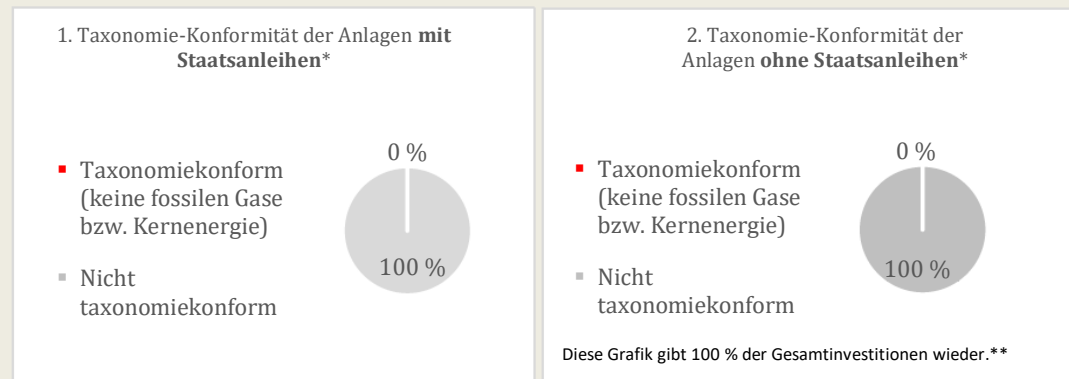 1. Taxonomie-Konformität der Anlagen mit
Staatsanleihen*
Taxonomiekonform
(keine fossilen Gase
bzw. Kernenergie)
Nicht
taxonomiekonform
0 %
100 %
2. Taxonomie-Konformität der
Anlagen ohne Staatsanleihen*
Taxonomiekonform
(keine fossilen Gase
bzw. Kernenergie)
Nicht
taxonomiekonform
0 %
100 %
Diese Grafik gibt 100 % der Gesamtinvestitionen wieder.**